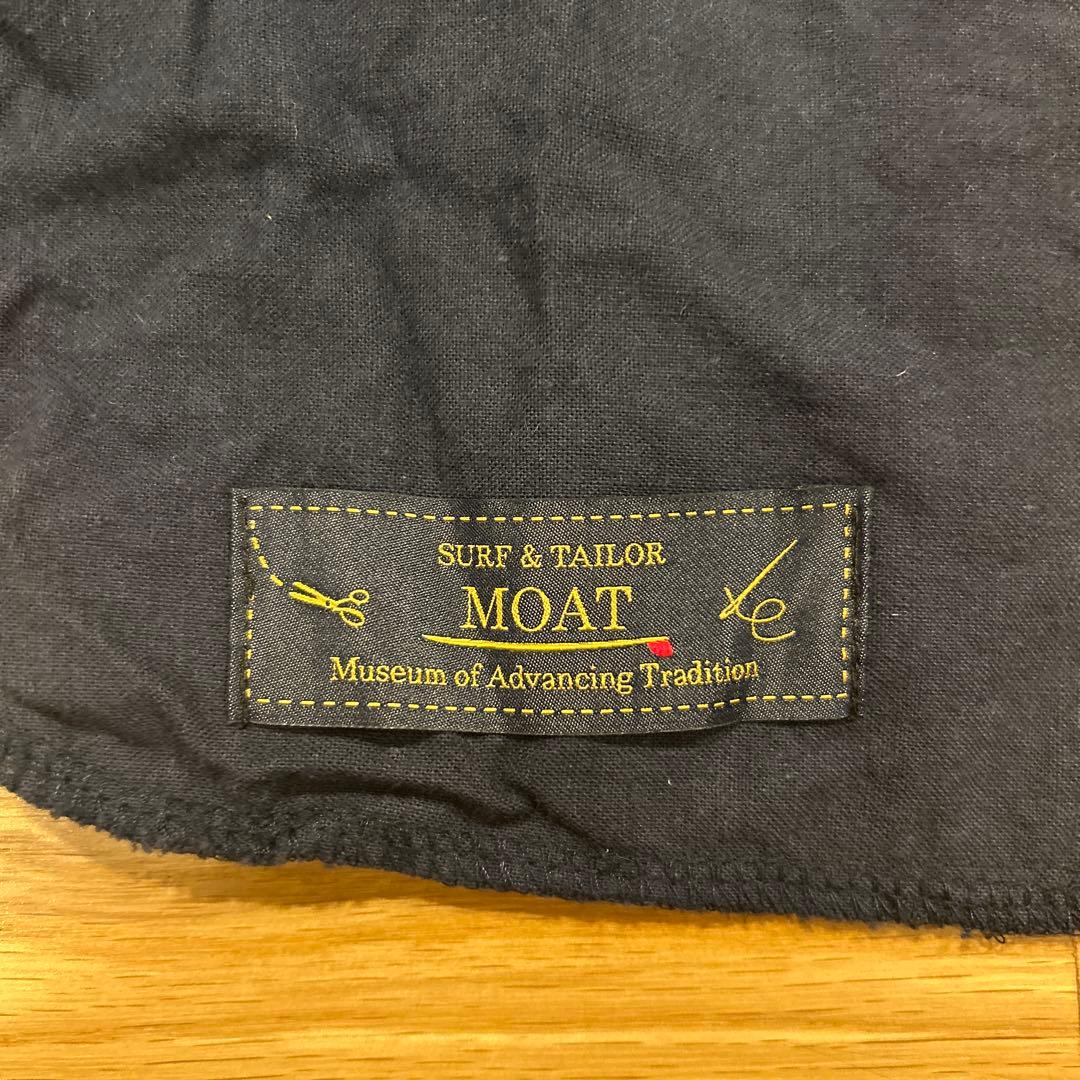 SURF & TAILOR
MOAT
Museum of Advancing Tradition